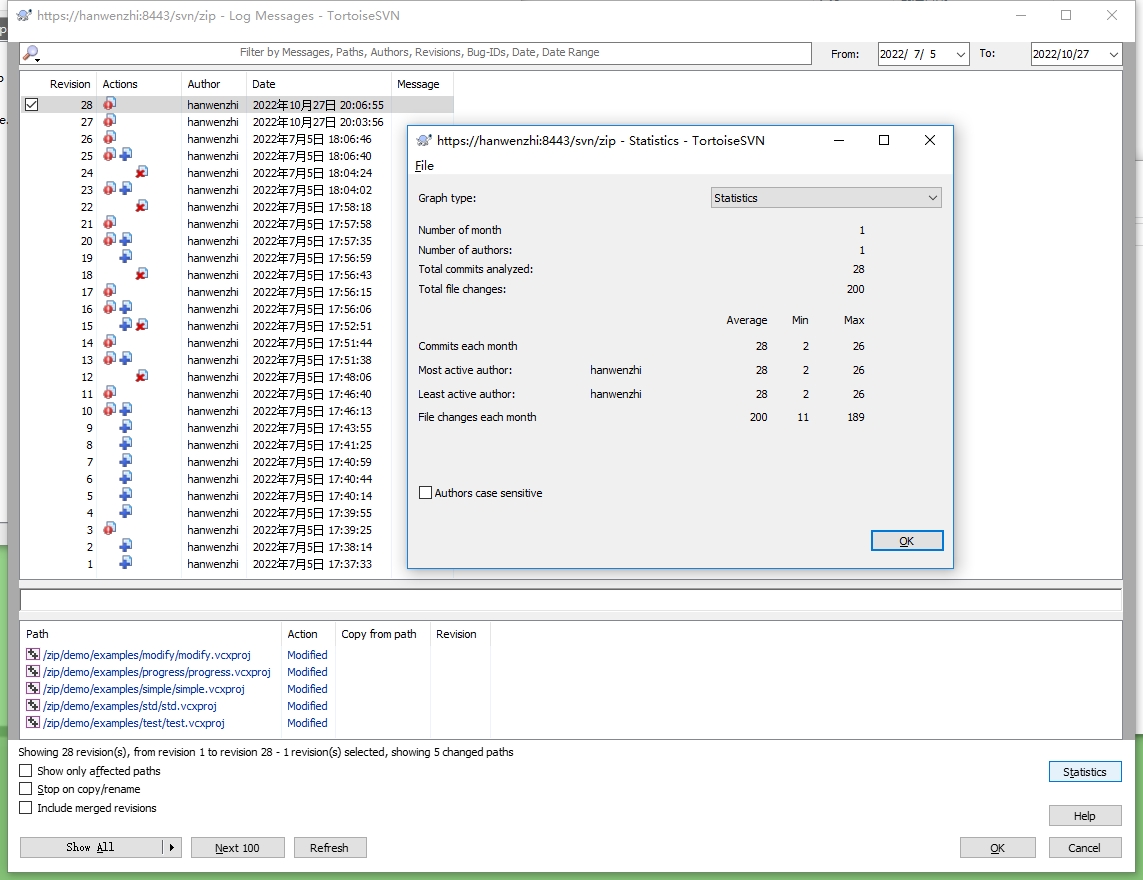 https://hanwenzhi:8443/svn/zip - Log Messages - TortoiseSVN
Filter by Messages, Paths, Authors, Revisions, Bug-IDs, Date, Date Range
From: 2022/ 7/ 5 To: 2022/10/27
Revision Actions Author Date Message
28 hanwenzhi 2022年10月27日 20:06:55
27 hanwenzhi 2022年10月27日 20:03:56
26 hanwenzhi 2022年7月5日 18:06:46
25 hanwenzhi 2022年7月5日 18:06:40
24 hanwenzhi 2022年7月5日 18:04:24
23 hanwenzhi 2022年7月5日 18:04:02
22 hanwenzhi 2022年7月5日 17:58:18
21 hanwenzhi 2022年7月5日 17:57:58
20 hanwenzhi 2022年7月5日 17:57:35
19 hanwenzhi 2022年7月5日 17:56:59
18 hanwenzhi 2022年7月5日 17:56:43
17 hanwenzhi 2022年7月5日 17:56:15
16 hanwenzhi 2022年7月5日 17:56:06
15 hanwenzhi 2022年7月5日 17:52:51
14 hanwenzhi 2022年7月5日 17:51:44
13 hanwenzhi 2022年7月5日 17:51:38
12 hanwenzhi 2022年7月5日 17:48:06
11 hanwenzhi 2022年7月5日 17:46:40
10 hanwenzhi 2022年7月5日 17:46:13
9 hanwenzhi 2022年7月5日 17:43:55
8 hanwenzhi 2022年7月5日 17:41:25
7 hanwenzhi 2022年7月5日 17:40:59
6 hanwenzhi 2022年7月5日 17:40:44
5 hanwenzhi 2022年7月5日 17:40:14
4 hanwenzhi 2022年7月5日 17:39:55
3 hanwenzhi 2022年7月5日 17:39:25
2 hanwenzhi 2022年7月5日 17:38:14
1 hanwenzhi 2022年7月5日 17:37:33
https://hanwenzhi:8443/svn/zip - Statistics - TortoiseSVN
File
Graph type: Statistics
Number of month 1
Number of authors: 1
Total commits analyzed: 28
Total file changes: 200
Average Min Max
Commits each month 28 2 26
Most active author: hanwenzhi 28 2 26
Least active author: hanwenzhi 28 2 26
File changes each month 200 11 189
Authors case sensitive
OK
Path Action Copy from path Revision
/zip/demo/examples/modify/modify.vcxproj Modified
/zip/demo/examples/progress/progress.vcxproj Modified
/zip/demo/examples/simple/simple.vcxproj Modified
/zip/demo/examples/std/std.vcxproj Modified
/zip/demo/examples/test/test.vcxproj Modified
Showing 28 revision(s), from revision 1 to revision 28 - 1 revision(s) selected, showing 5 changed paths
Show only affected paths
Statistics
Stop on copy/rename
Include merged revisions
Help
Show All Next 100 Refresh OK Cancel